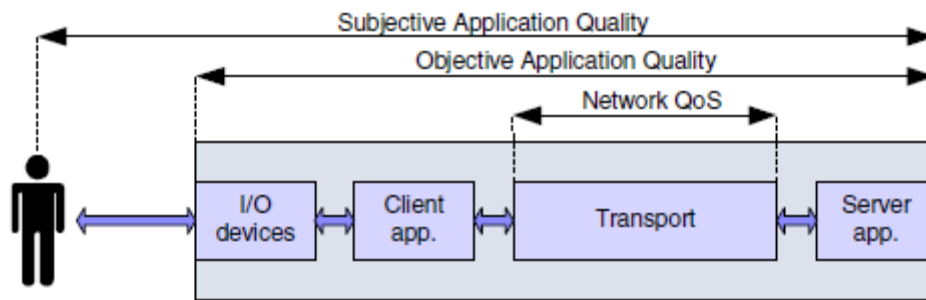 Subjective Application Quality
Objective Application Quality
Network QoS
I/O
devices
Client
app.
Transport
Server
app.